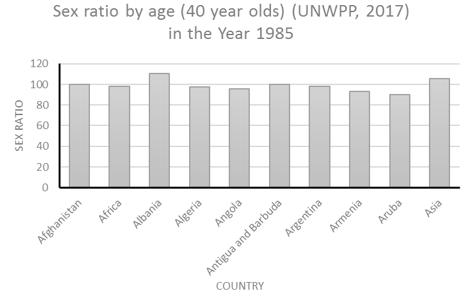 Sex ratio by age (40 year olds) (UNWPP, 2017)
in the Year 1985
SEX RATIO
120
100
80
60
40
20
0
Afghanistan
Africa
Albania
Algeria
Angola
Antigua and Barbuda
Argentina
Armenia
Aruba
Asia
COUNTRY